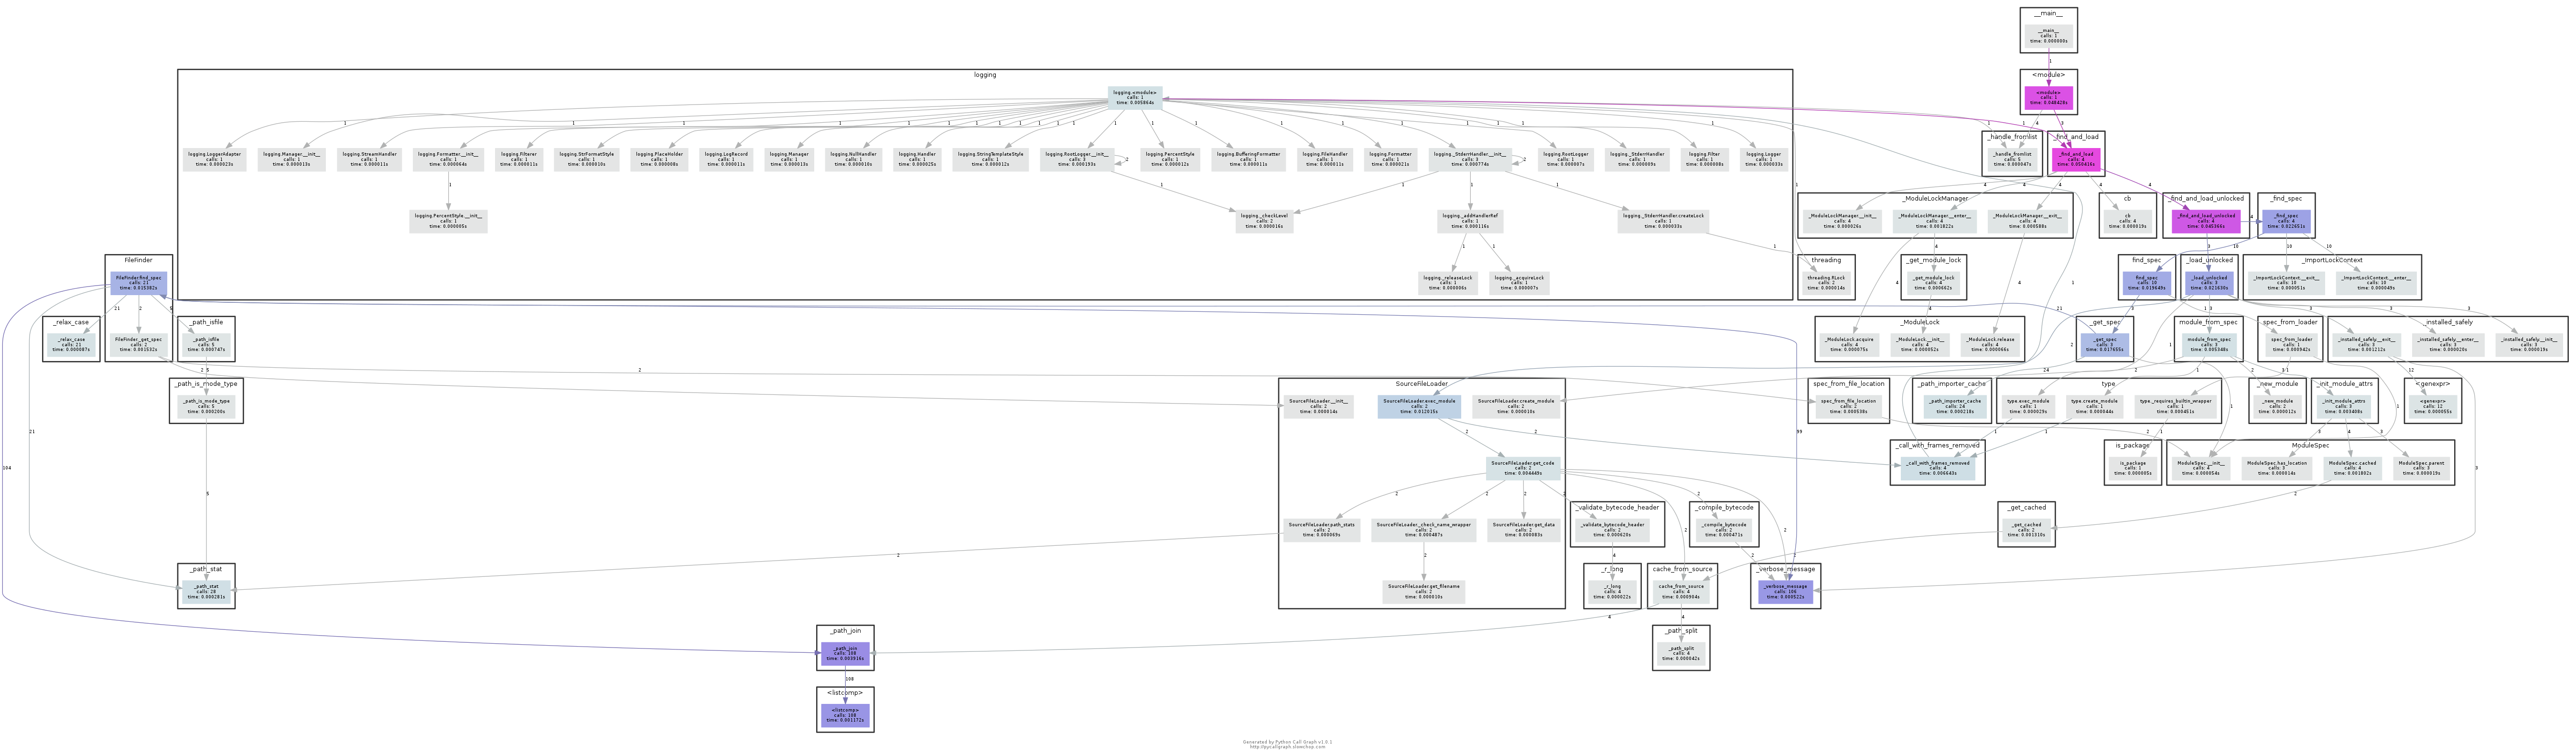 __main__
__main__
calls: 1
time: 0.000000s
1
<module>
<module>
calls: 1
time: 0.048428s
logging
logging.<module>
calls: 1
time: 0.005864s
_handle_fromlist
_handle_fromlist
calls: 5
time: 0.000047s
_find_and_load
_find_and_load
calls: 4
logging.LoggerAdapter
calls: 1
time: 0.000023s
logging.Manager.__init__
calls: 1
logging.StreamHandler
calls: 1
time: 0.000011s
logging.Formatter.__init__
calls: 1
time: 0.000064s
logging.Filterer
calls: 1
time: 0.000011s
logging.StrFormatStyle
calls: 1
time: 0.000010s
logging.PlaceHolder
calls: 1
time: 0.000008s
logging.LogRecord
calls: 1
time: 0.000011s
logging.Manager
calls: 1
time: 0.000010s
logging.NullHandler
calls: 1
time: 0.000010s
logging.Handler
calls: 1
time: 0.000025s
logging.StringTemplateStyle
calls: 1
time: 0.000012s
logging.RootLogger.__init__
calls: 3
logging.PercentStyle
calls: 1
time: 0.000012s
logging.BufferingFormatter
calls: 1
time: 0.000011s
logging.FileHandler
calls: 1
time: 0.000011s
logging.Formatter
calls: 1
time: 0.000021s
logging._StderrHandler.__init__
calls: 3
time: 0.000774s
logging.RootLogger
calls: 1
time: 0.000007s
logging._StderrHandler
calls: 1
time: 0.000009s
logging.Filter
calls: 1
time: 0.000008s
logging.Logger
calls: 1
time: 0.000033s
logging.PercentStyle.__init__
calls: 1
time: 0.000005s
logging._checkLevel
calls: 2
time: 0.000016s
logging._addHandlerRef
calls: 1
time: 0.000116s
logging._StderrHandler.createLock
calls: 1
time: 0.000033s
logging._releaseLock
calls: 1
time: 0.000006s
logging._acquireLock
calls: 1
time: 0.000007s
_ModuleLockManager
_ModuleLockManager.__init__
calls: 4
time: 0.000026s
_ModuleLockManager.__enter__
calls: 4
time: 0.001822s
_ModuleLockManager.__exit__
calls: 4
time: 0.000588s
cb
cb
calls: 4
time: 0.000019s
_find_and_load_unlocked
_find_and_load_unlocked
calls: 4
_find_spec
_find_spec
calls: 4
time: 0.022651s
FileFinder
FileFinder.find_spec
calls: 21
FileFinder._get_spec
calls: 2
time: 0.001532s
threading
threading.RLock
calls: 2
time: 0.000014s
_get_module_lock
_get_module_lock
calls: 4
time: 0.000662s
find_spec
find_spec
calls: 10
time: 0.019649s
_load_unlocked
_load_unlocked
calls: 3
time: 0.021630s
_ImportLockContext
_ImportLockContext.__exit__
calls: 10
time: 0.000051s
_ImportLockContext.__enter__
calls: 10
time: 0.000049s
_relax_case
_relax_case
calls: 21
time: 0.000087s
_path_isfile
_path_isfile
calls: 5
time: 0.000747s
_ModuleLock
_ModuleLock.acquire
calls: 4
time: 0.000075s
_ModuleLock.__init__
calls: 4
time: 0.000052s
_ModuleLock.release
calls: 4
time: 0.000066s
_get_spec
_get_spec
calls: 3
time: 0.017655s
module_from_spec
module_from_spec
calls: 3
time: 0.005348s
spec_from_loader
spec_from_loader
calls: 1
time: 0.000942s
_installed_safely
_installed_safely.__exit__
calls: 3
time: 0.001212s
_installed_safely.__enter__
calls: 3
time: 0.000020s
_installed_safely.__init__
calls: 3
time: 0.000019s
_path_is_mode_type
_path_is_mode_type
calls: 5
time: 0.000200s
SourceFileLoader
SourceFileLoader.__init__
calls: 2
time: 0.000014s
SourceFileLoader.exec_module
calls: 2
time: 0.012015s
SourceFileLoader.create_module
calls: 2
time: 0.000010s
spec_from_file_location
spec_from_file_location
calls: 2
time: 0.000538s
_path_importer_cache
_path_importer_cache
calls: 24
time: 0.000218s
type
type.exec_module
calls: 1
time: 0.000029s
type.create_module
calls: 1
time: 0.000044s
type._requires_builtin_wrapper
calls: 1
time: 0.000451s
_new_module
_new_module
calls: 2
time: 0.000012s
_init_module_attrs
_init_module_attrs
calls: 3
<genexpr>
<genexpr>
calls: 12
time: 0.000055s
SourceFileLoader.get_code
calls: 2
time: 0.004449s
_call_with_frames_removed
_call_with_frames_removed
calls: 4
time: 0.006643s
is_package
is_package
calls: 1
time: 0.000005s
ModuleSpec
ModuleSpec.__init__
calls: 4
time: 0.000054s
ModuleSpec.has_location
calls: 3
time: 0.000014s
ModuleSpec.cached
calls: 4
time: 0.001802s
ModuleSpec.parent
calls: 3
time: 0.000019s
SourceFileLoader.path_stats
calls: 2
time: 0.000069s
SourceFileLoader._check_name_wrapper
calls: 2
time: 0.000487s
SourceFileLoader.get_data
calls: 2
time: 0.000083s
_validate_bytecode_header
_validate_bytecode_header
calls: 2
time: 0.000620s
_compile_bytecode
_compile_bytecode
calls: 2
time: 0.000471s
_get_cached
_get_cached
calls: 2
time: 0.001310s
_path_stat
_path_stat
calls: 28
time: 0.000281s
SourceFileLoader.get_filename
calls: 2
time: 0.000010s
_r_long
_r_long
calls: 4
time: 0.000022s
cache_from_source
cache_from_source
calls: 4
time: 0.000904s
_verbose_message
_verbose_message
calls: 106
time: 0.000522s
_path_join
_path_join
calls: 108
_path_split
_path_split
calls: 4
time: 0.000042s
<listcomp>
<listcomp>
calls: 108
time: 0.001172s
Generated by Python Call Graph v1.0.1
http://pycallgraph.slowchop.com